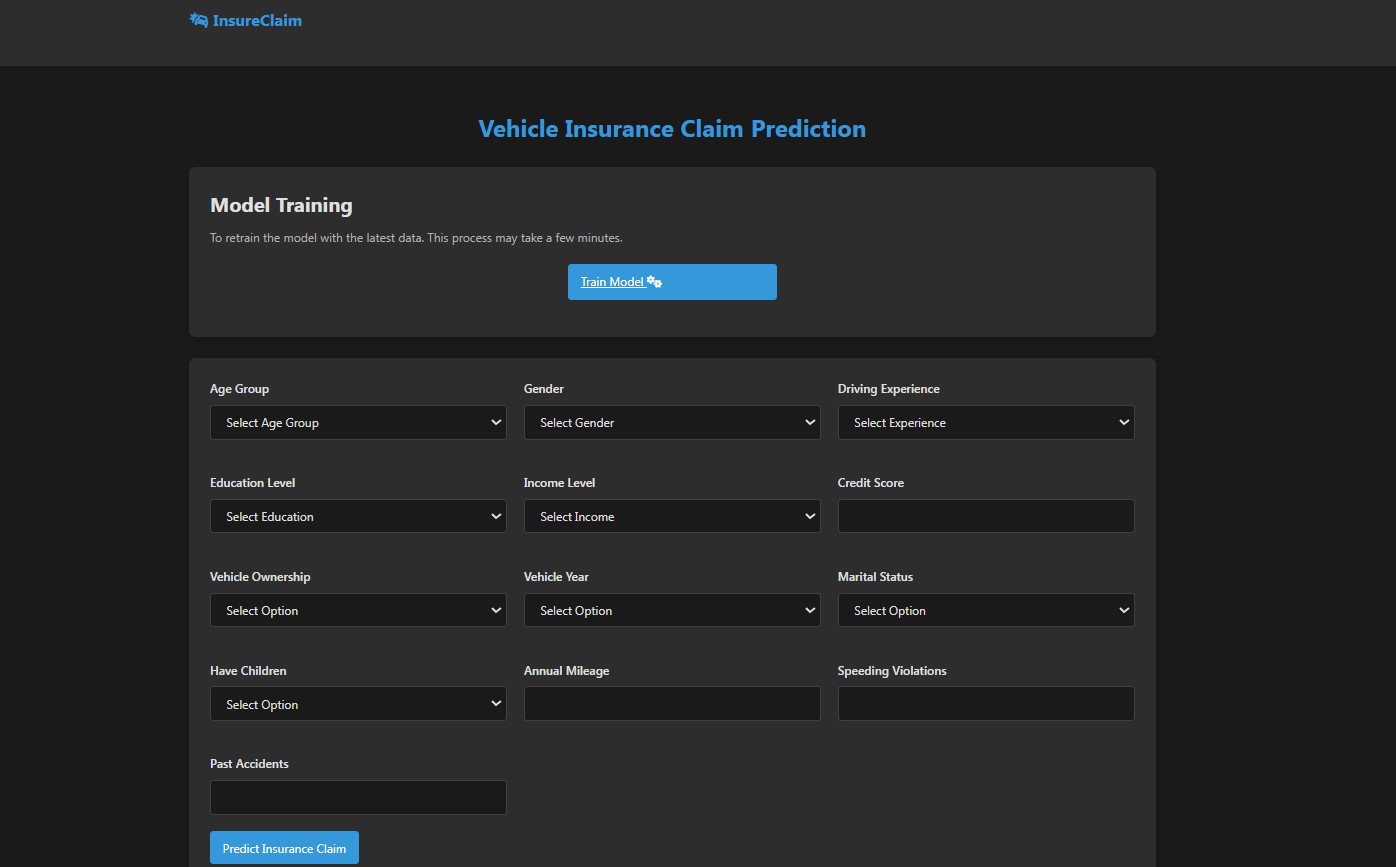 InsureClaim
Vehicle Insurance Claim Prediction
Model Training
To retrain the model with the latest data. This process may take a few minutes.
Train Model
Age Group Gender Driving Experience
Select Age Group Select Gender Select Experience
Education Level Income Level Credit Score
Select Education Select Income
Vehicle Ownership Vehicle Year Marital Status
Select Option Select Option Select Option
Have Children Annual Mileage Speeding Violations
Select Option
Past Accidents
Predict Insurance Claim